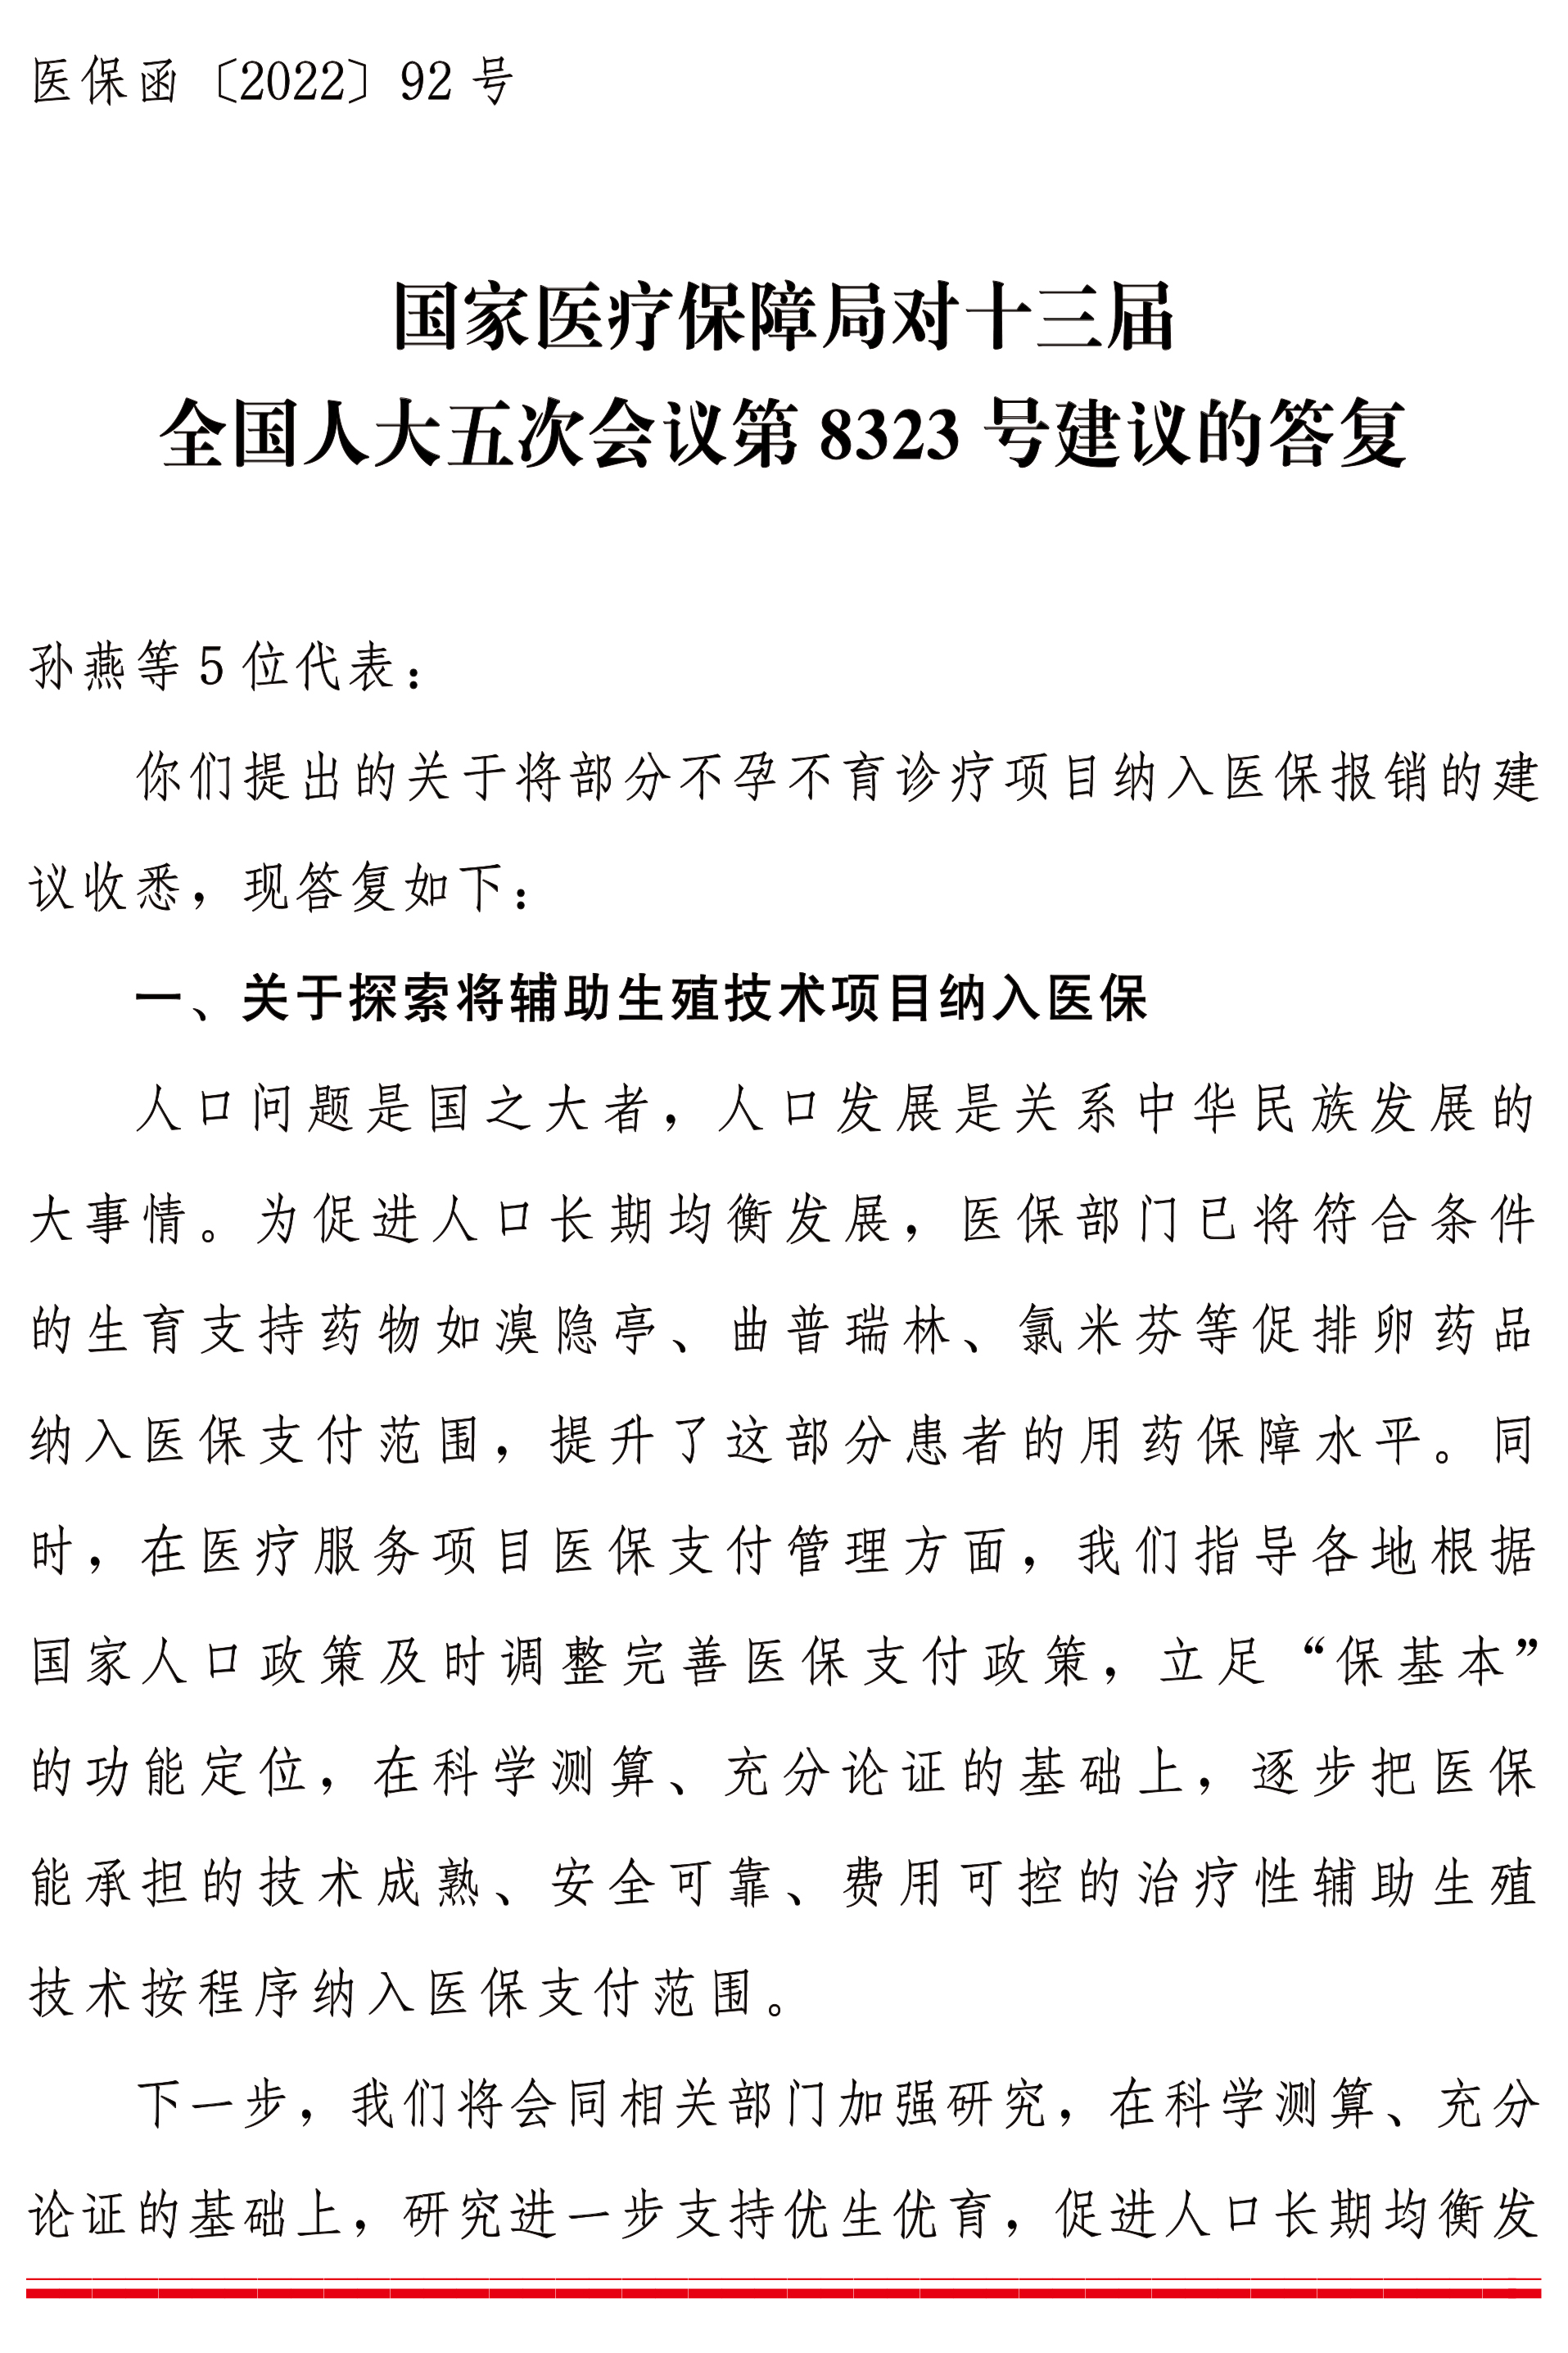 医保函〔2022〕92 号
国家医疗保障局对十三届
全国人大五次会议第 8323 号建议的答复
孙燕等 5 位代表：
你们提出的关于将部分不孕不育诊疗项目纳入医保报销的建
议收悉，现答复如下：
一、关于探索将辅助生殖技术项目纳入医保
人口问题是国之大者，人口发展是关系中华民族发展的
大事情。为促进人口长期均衡发展，医保部门已将符合条件
的生育支持药物如溴隐亭、曲普瑞林、氯米芬等促排卵药品
纳入医保支付范围，提升了这部分患者的用药保障水平。同
时，在医疗服务项目医保支付管理方面，我们指导各地根据
国家人口政策及时调整完善医保支付政策，立足“保基本”
的功能定位，在科学测算、充分论证的基础上，逐步把医保
能承担的技术成熟、安全可靠、费用可控的治疗性辅助生殖
技术按程序纳入医保支付范围。
下一步，我们将会同相关部门加强研究，在科学测算、充分
论证的基础上，研究进一步支持优生优育，促进人口长期均衡发